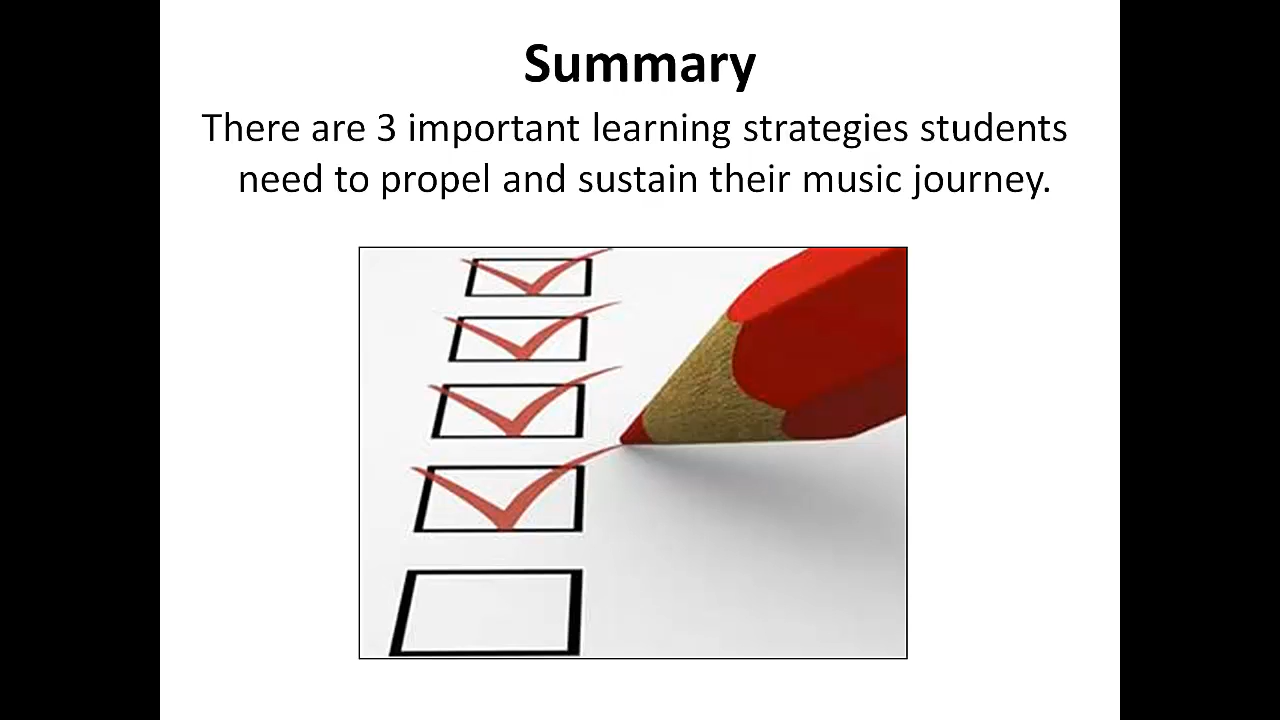 Summary
There are 3 important learning strategies students
need to propel and sustain their music journey.